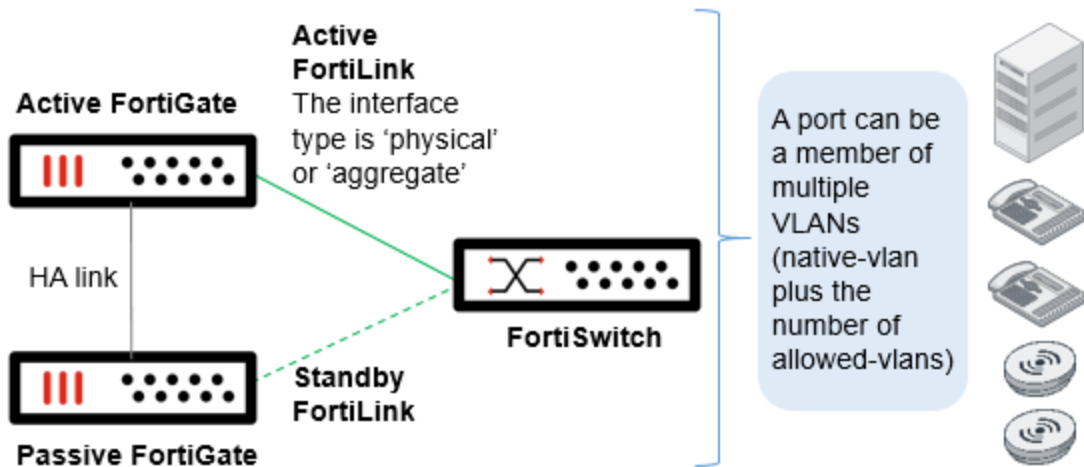 Active FortiGate
HA link
Passive FortiGate
Active
FortiLink
The interface
type is ‘physical’
or ‘aggregate’
Standby
FortiLink
FortiSwitch
A port can be
a member of
multiple
VLANs
(native-vlan
plus the
number of
allowed-vlans)